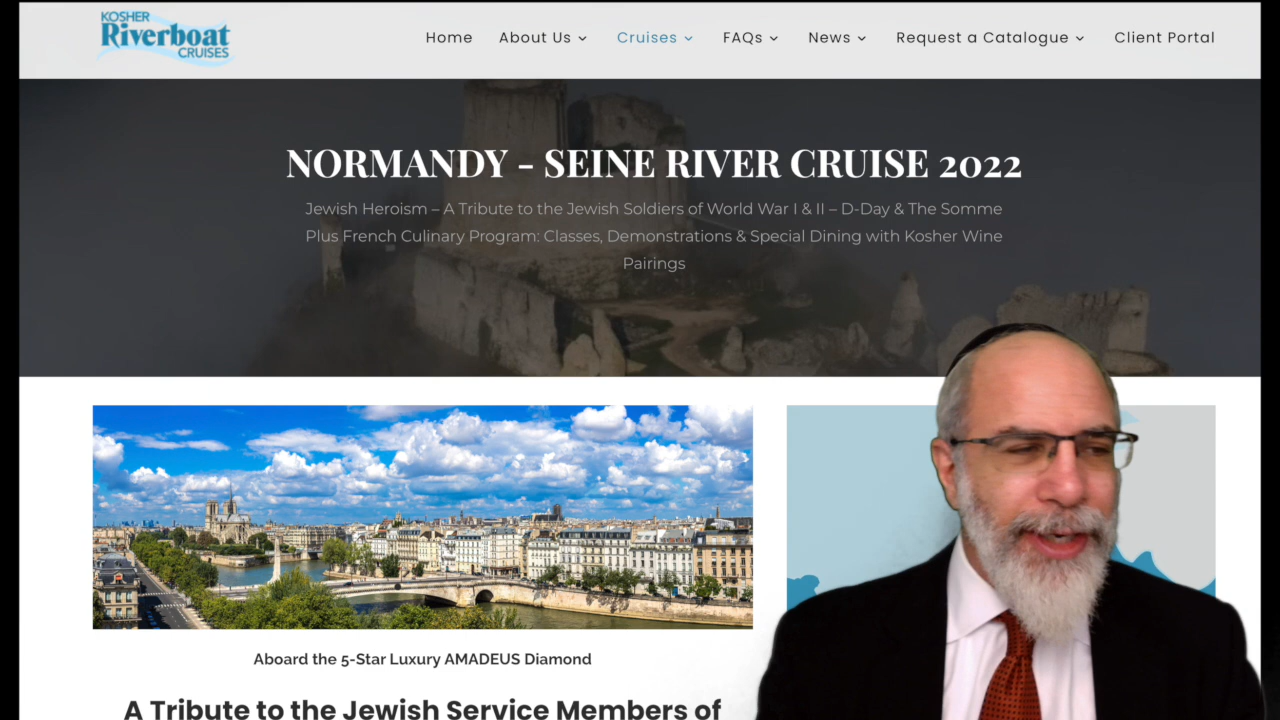 KOSHER
Riverboat
CRUISES
Home About Us Cruises FAQs News Request a Catalogue Client Portal
NORMANDY - SEINE RIVER CRUISE 2022
Jewish Heroism – A Tribute to the Jewish Soldiers of World War I & II – D-Day & The Somme
Plus French Culinary Program: Classes, Demonstrations & Special Dining with Kosher Wine
Pairings
Aboard the 5-Star Luxury AMADEUS Diamond
A Tribute to the Jewish Service Members of